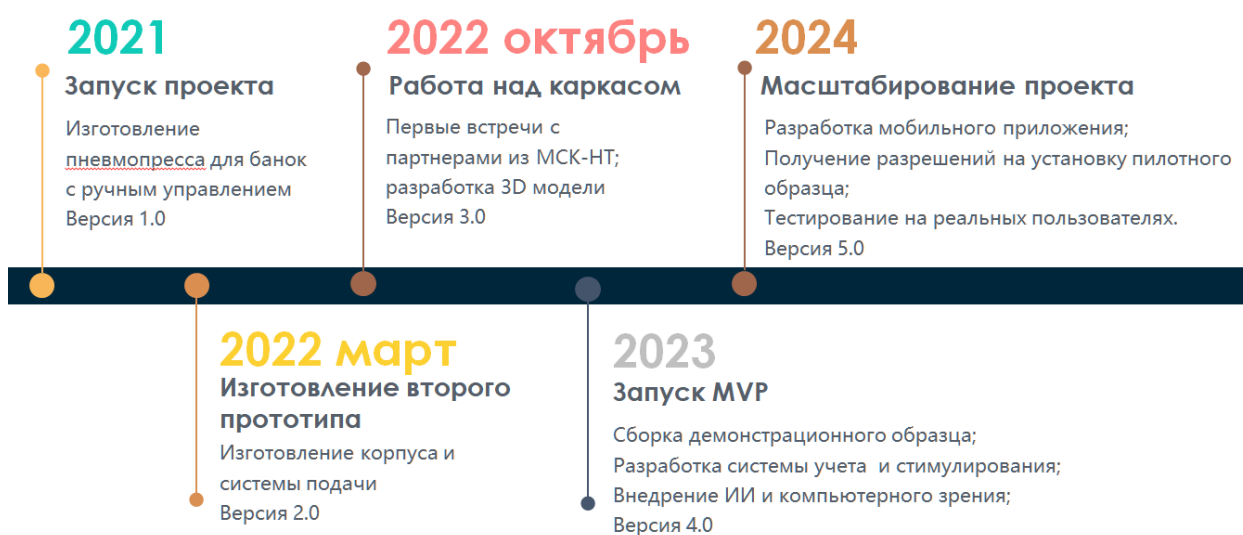 2021
Запуск проекта
Изготовление
пневмопресса для банок
с ручным управлением
Версия 1.0
2022 октябрь
Работа над каркасом
Первые встречи с
партнерами из МСК-НТ;
разработка 3D модели
Версия 3.0
2024
Масштабирование проекта
Разработка мобильного приложения;
Получение разрешений на установку пилотного
образца;
Тестирование на реальных пользователях.
Версия 5.0
2022 март
Изготовление второго
прототипа
Изготовление корпуса и
системы подачи
Версия 2.0
2023
Запуск MVP
Сборка демонстрационного образца;
Разработка системы учета  и стимулирования;
Внедрение ИИ и компьютерного зрения;
Версия 4.0